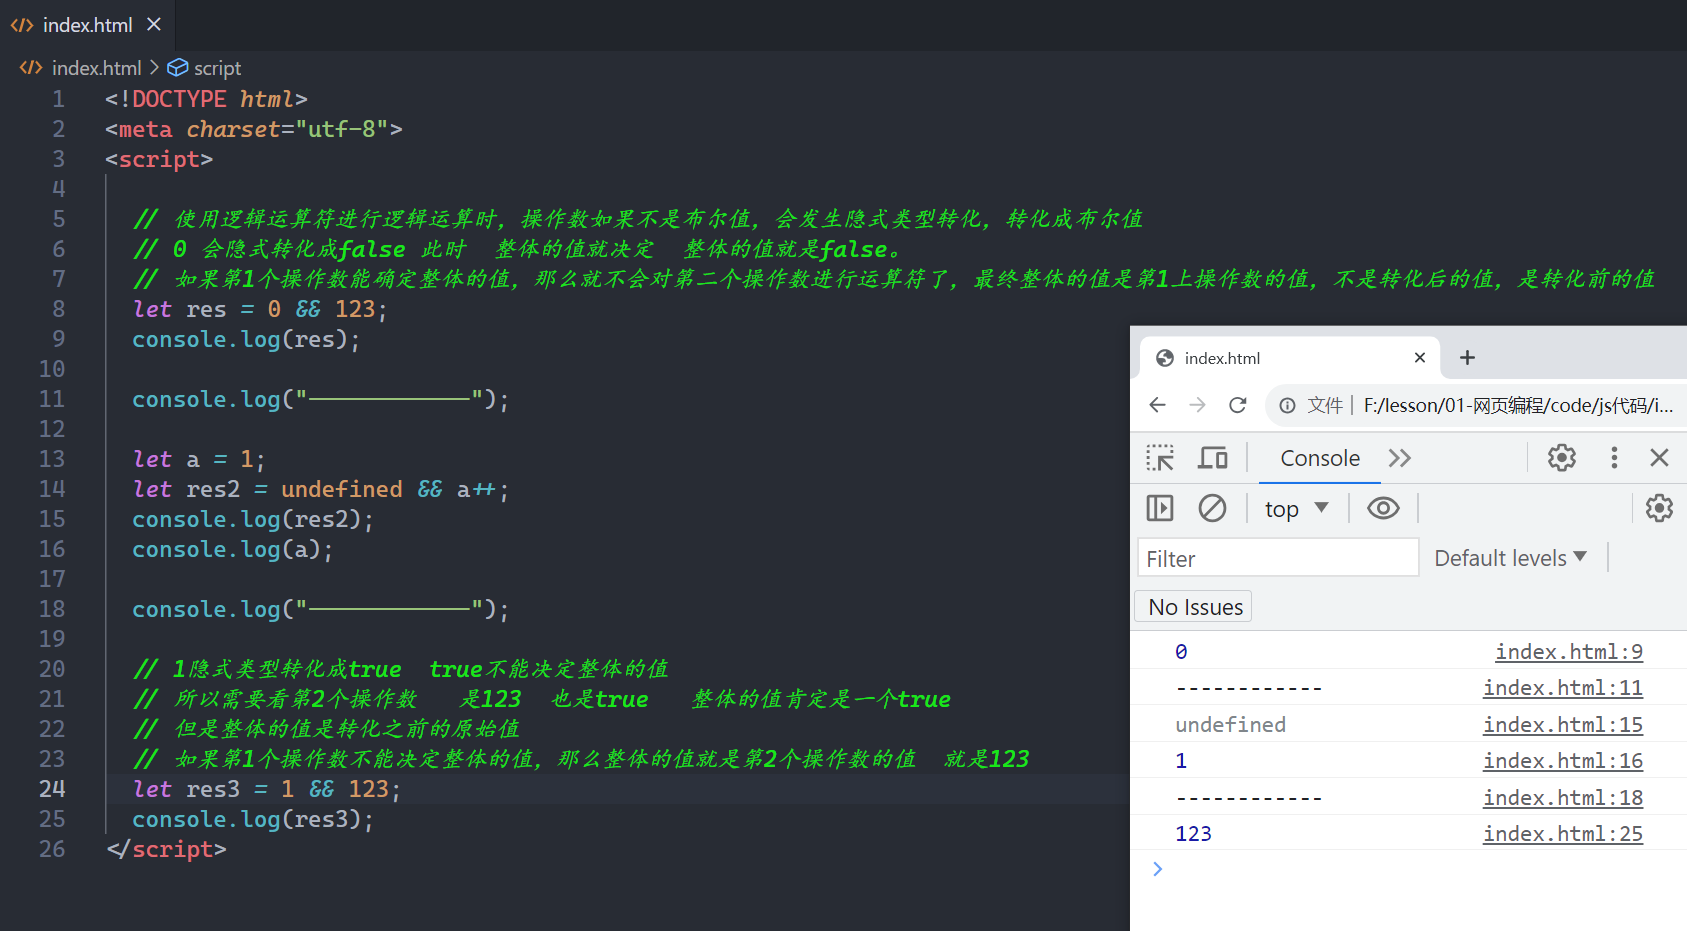 index.html
index.html > script
1 <!DOCTYPE html>
2 <meta charset="utf-8">
3 <script>
4
5 // 使用逻辑运算符进行逻辑运算时，操作数如果不是布尔值，会发生隐式类型转化，转化成布尔值
6 // 0 会隐式转化成false 此时 整体的值就决定 整体的值就是false。
7 // 如果第1个操作数能确定整体的值，那么就不会对第二个操作数进行运算符了，最终整体的值是第1上操作数的值，不是转化后的值，是转化前的值
8 let res = 0 && 123;
9 console.log(res);
10
11 console.log("------------");
12
13 let a = 1;
14 let res2 = undefined && a++;
15 console.log(res2);
16 console.log(a);
17
18 console.log("------------");
19
20 // 1隐式类型转化成true true不能决定整体的值
21 // 所以需要看第2个操作数 是123 也是true 整体的值肯定是一个true
22 // 但是整体的值是转化之前的原始值
23 // 如果第1个操作数不能决定整体的值，那么整体的值就是第2个操作数的值 就是123
24 let res3 = 1 && 123;
25 console.log(res3);
26 </script>
index.html
文件 | F:/lesson/01-网页编程/code/js代码/i...
Console
top
Filter Default levels
No Issues
0 index.html:9
------------ index.html:11
undefined index.html:15
1 index.html:16
------------ index.html:18
123 index.html:25